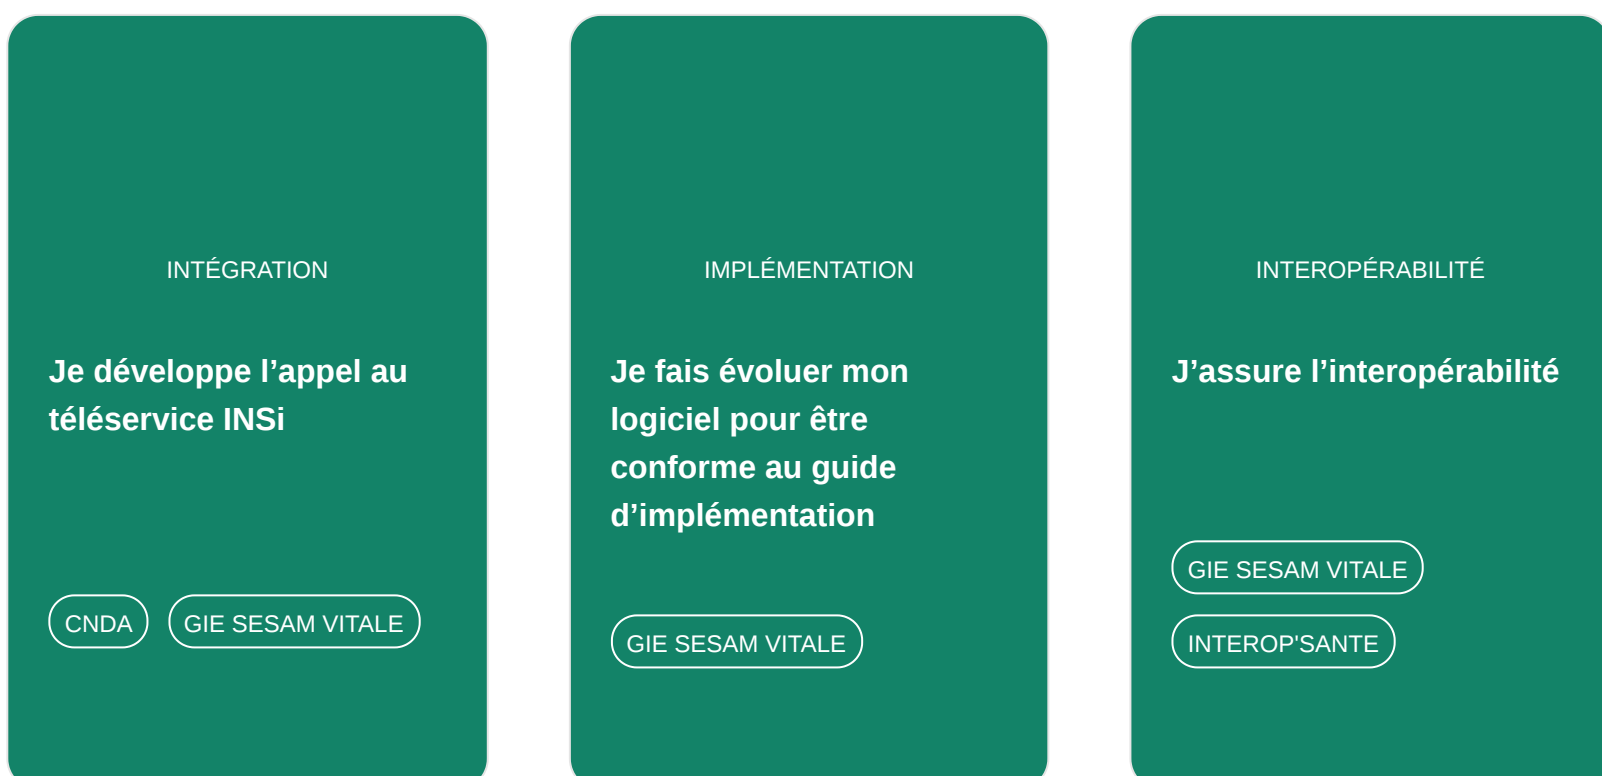 INTÉGRATION
Je développe l’appel au
téléservice INSi
CNDA
GIE SESAM VITALE
IMPLÉMENTATION
Je fais évoluer mon
logiciel pour être
conforme au guide
d’implémentation
GIE SESAM VITALE
INTEROPÉRABILITÉ
J’assure l’interopérabilité
GIE SESAM VITALE
INTEROP'SANTE